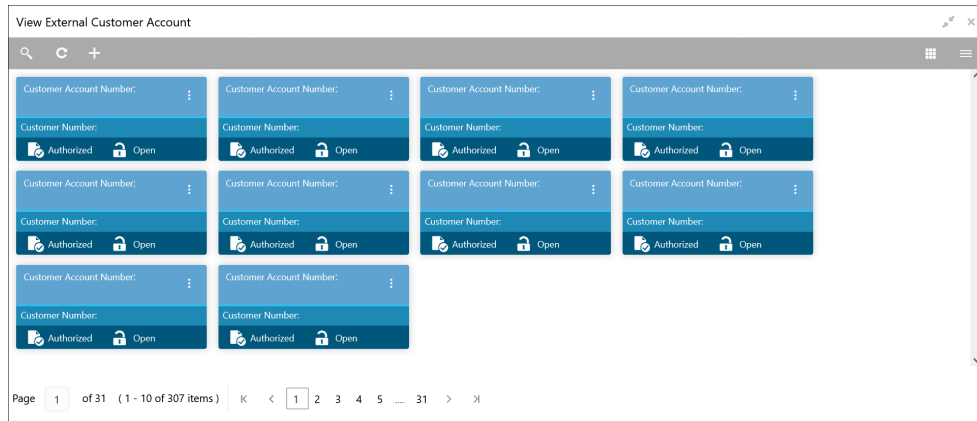 View External Customer Account
Customer Account Number: Customer Account Number: Customer Account Number: Customer Account Number:
Customer Number: Customer Number: Customer Number: Customer Number:
Authorized Open Authorized Open Authorized Open Authorized Open
Customer Account Number: Customer Account Number: Customer Account Number: Customer Account Number:
Customer Number: Customer Number: Customer Number: Customer Number:
Authorized Open Authorized Open Authorized Open Authorized Open
Customer Account Number: Customer Account Number:
Customer Number: Customer Number:
Authorized Open Authorized Open
Page 1 of 31 ( 1 - 10 of 307 items ) 1 2 3 4 5 .... 31